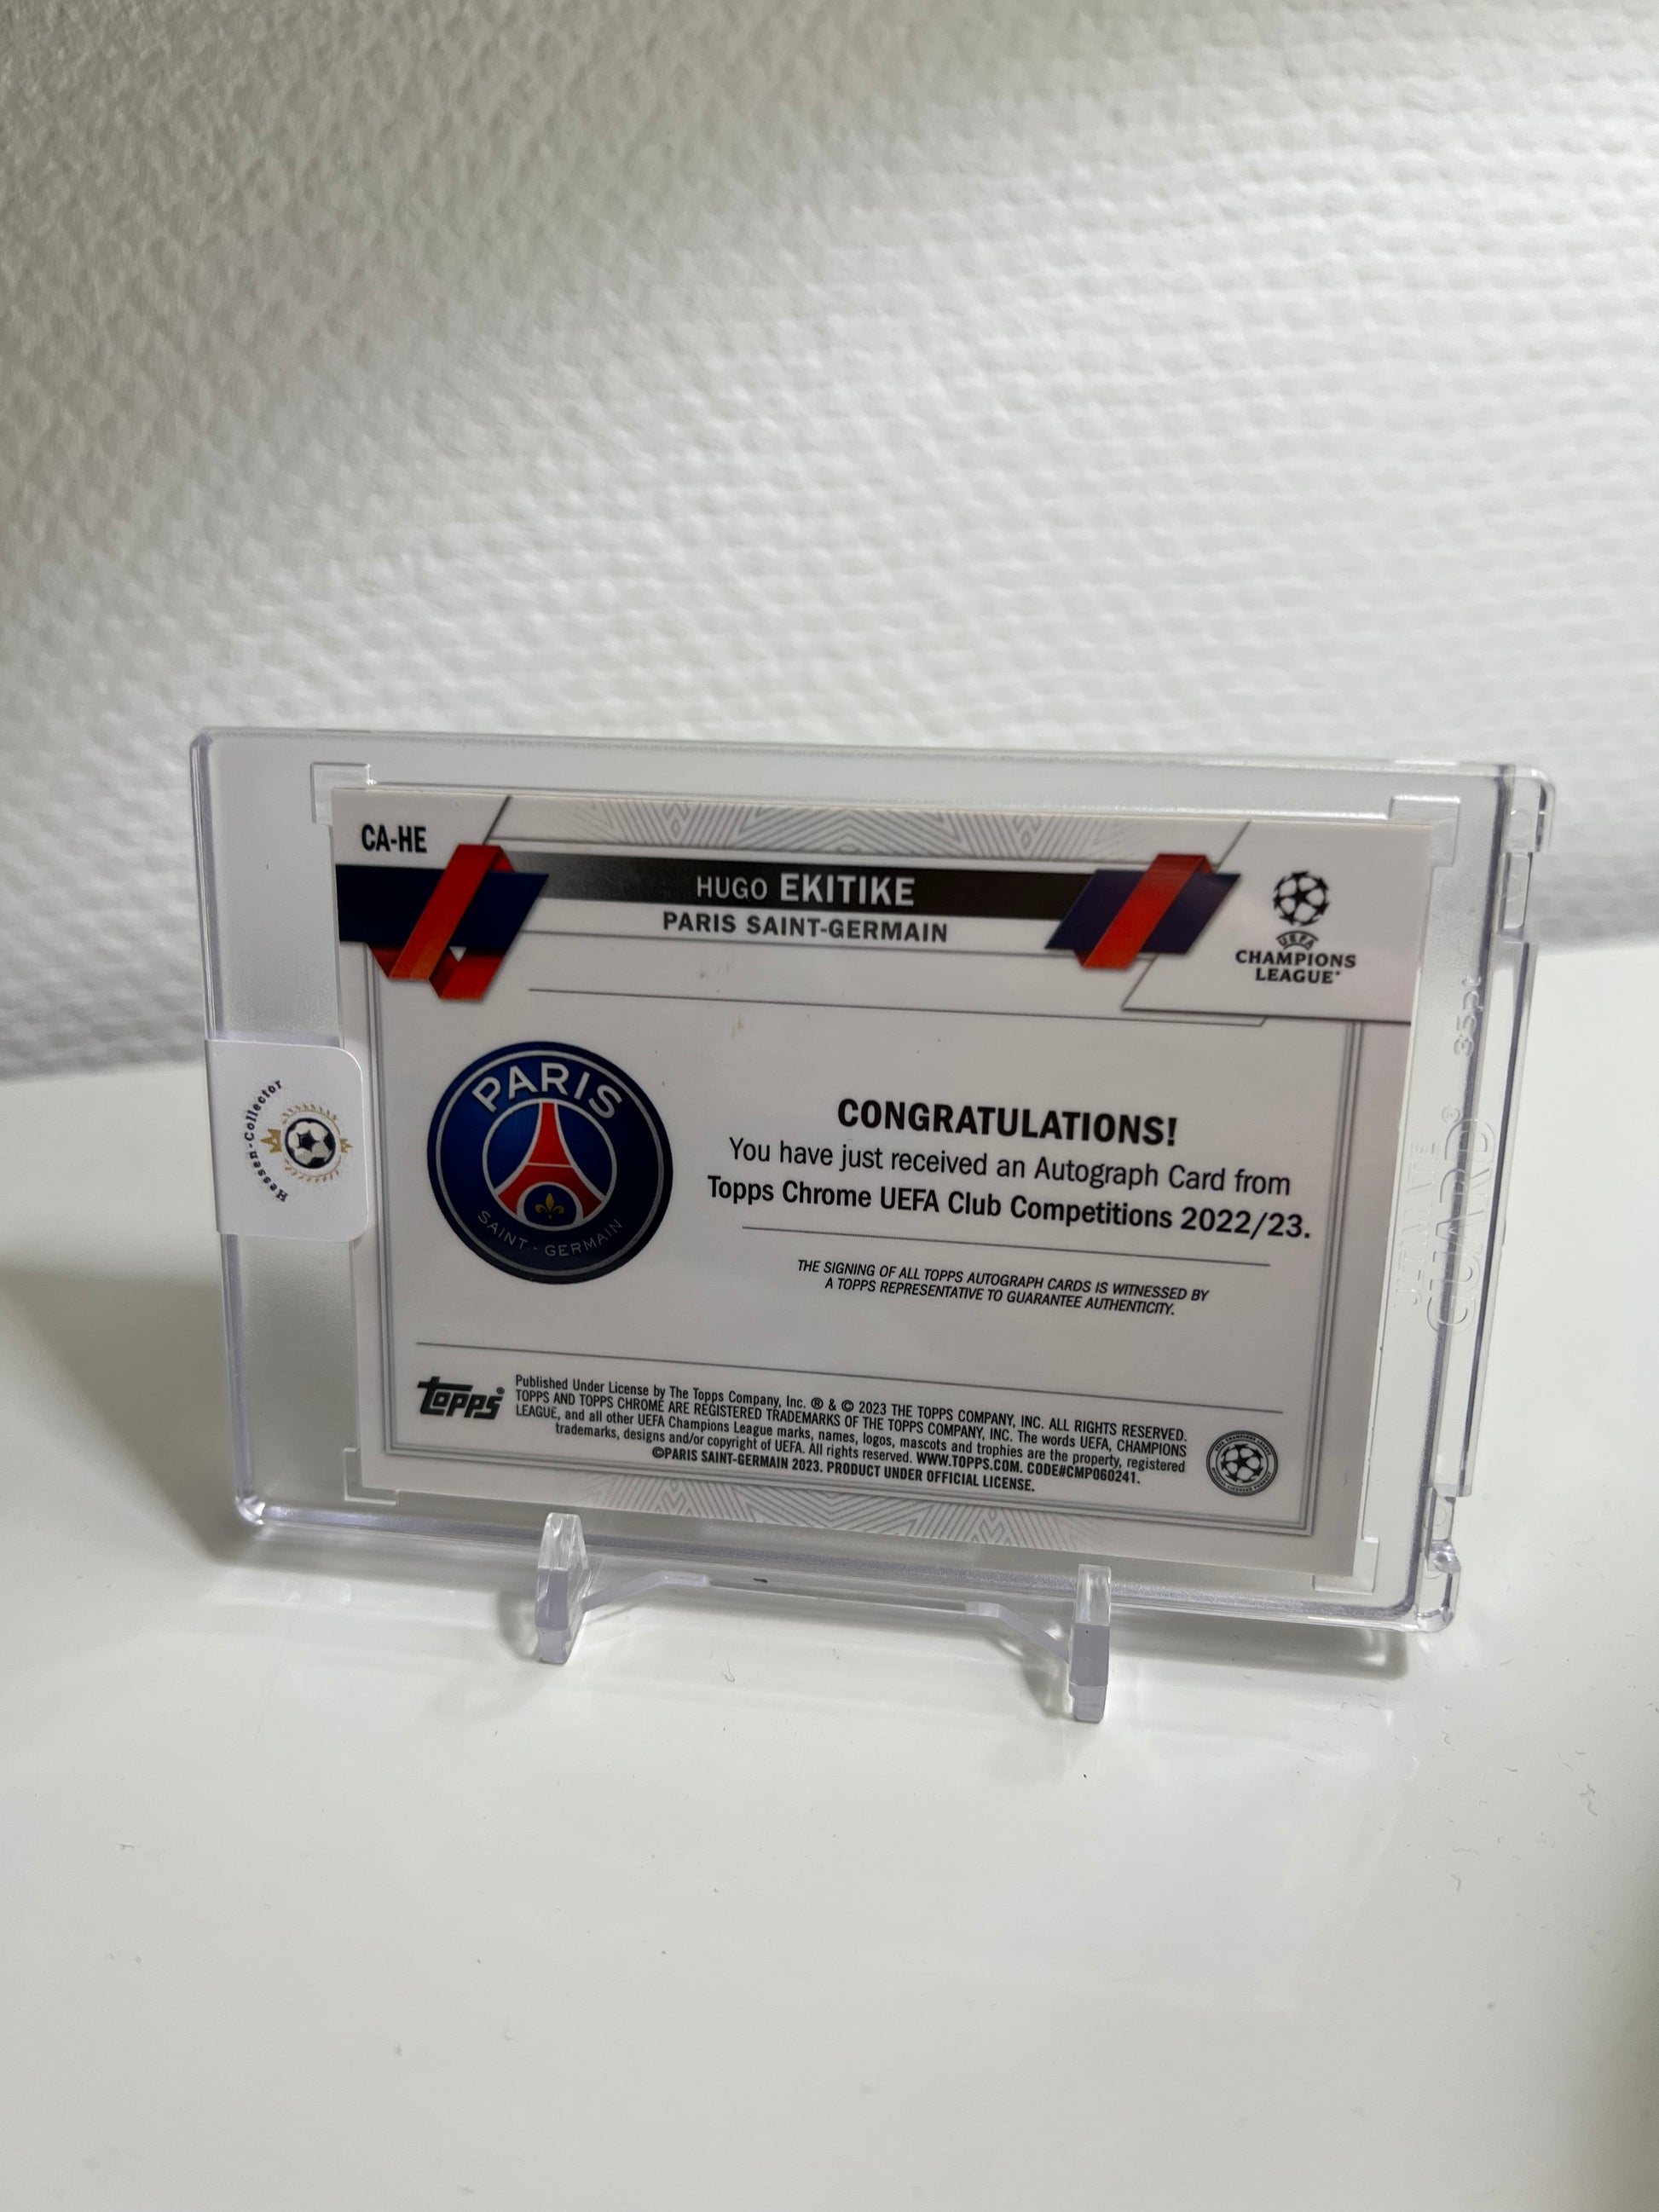 CA-HE
HUGO EKITIKE
PARIS SAINT-GERMAIN
UEFA
CHAMPIONS
LEAGUE
35pt
ULTIMATE
GUARD®
Hessen-Collector
PARIS
SAINT-GERMAIN
CONGRATULATIONS!
You have just received an Autograph Card from
Topps Chrome UEFA Club Competitions 2022/23.
THE SIGNING OF ALL TOPPS AUTOGRAPH CARDS IS WITNESSED BY
A TOPPS REPRESENTATIVE TO GUARANTEE AUTHENTICITY.
topps®
Published Under License by The Topps Company, Inc. ® & © 2023 THE TOPPS COMPANY, INC. ALL RIGHTS RESERVED.
TOPPS AND TOPPS CHROME ARE REGISTERED TRADEMARKS OF THE TOPPS COMPANY, INC. The words UEFA, CHAMPIONS
LEAGUE, and all other UEFA Champions League marks, names, logos, mascots and trophies are the property, registered
trademarks, designs and/or copyright of UEFA. All rights reserved. WWW.TOPPS.COM. CODE#CMP060241.
©PARIS SAINT-GERMAIN 2023. PRODUCT UNDER OFFICIAL LICENSE.